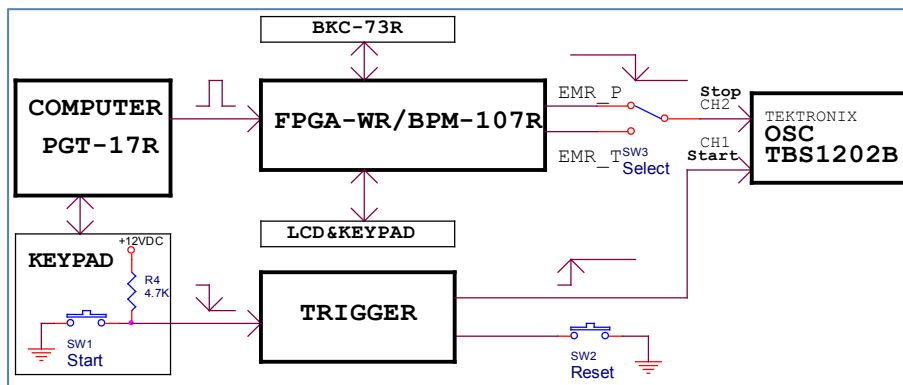 BKC-73R
COMPUTER
PGT-17R
FPGA-WR/BPM-107R
EMR_P
EMR_T
SW3
Select
Stop
CH2
CH1
Start
TEKTRONIX
OSC
TBS1202B
LCD&KEYPAD
+12VDC
KEYPAD
R4
4.7K
SW1
Start
TRIGGER
SW2
Reset